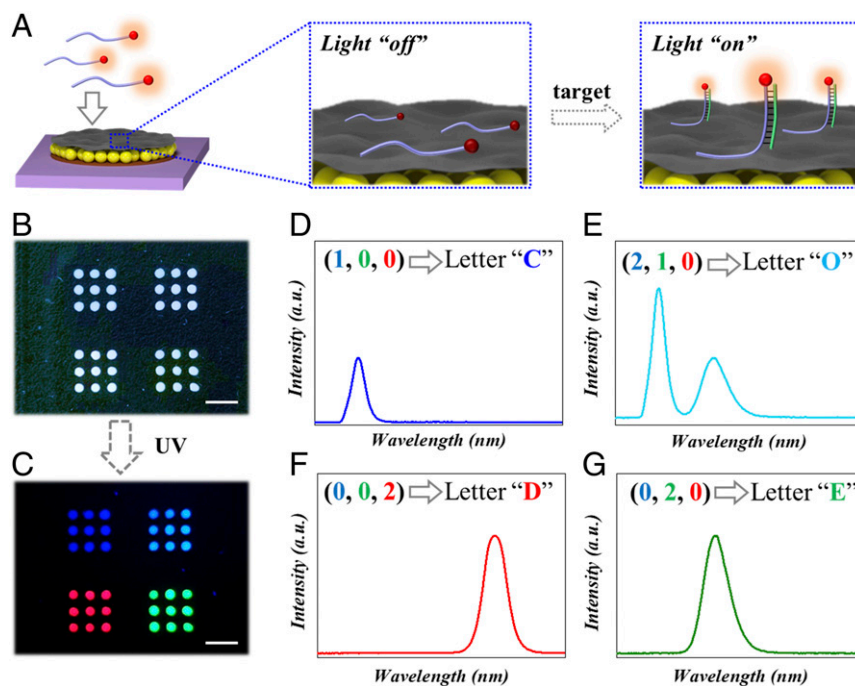 A
Light “off”
target
Light “on”
B
UV
C
D
(1, 0, 0) Letter “C”
Intensity (a.u.)
Wavelength (nm)
E
(2, 1, 0) Letter “O”
Intensity (a.u.)
Wavelength (nm)
F
(0, 0, 2) Letter “D”
Intensity (a.u.)
Wavelength (nm)
G
(0, 2, 0) Letter “E”
Intensity (a.u.)
Wavelength (nm)